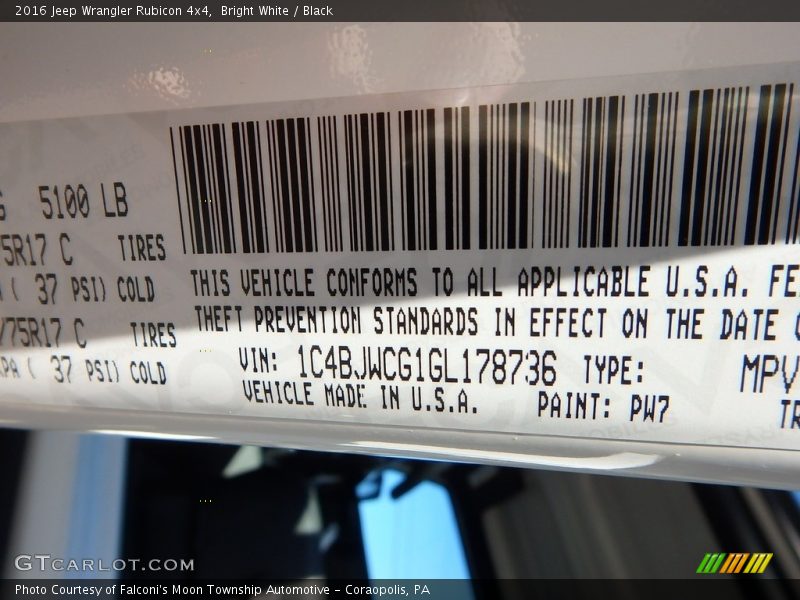 2016 Jeep Wrangler Rubicon 4x4,  Bright White / Black
5100 LB
5R17 C TIRES
( 37 PSI) COLD
/75R17 C TIRES
KPA ( 37 PSI) COLD
THIS VEHICLE CONFORMS TO ALL APPLICABLE U.S.A. FE
THEFT PREVENTION STANDARDS IN EFFECT ON THE DATE O
VIN: 1C4BJWCG1GL178736 TYPE: MPV
VEHICLE MADE IN U.S.A. PAINT: PW7 TR
GTCARLOT.COM
Photo Courtesy of Falconi's Moon Township Automotive – Coraopolis, PA